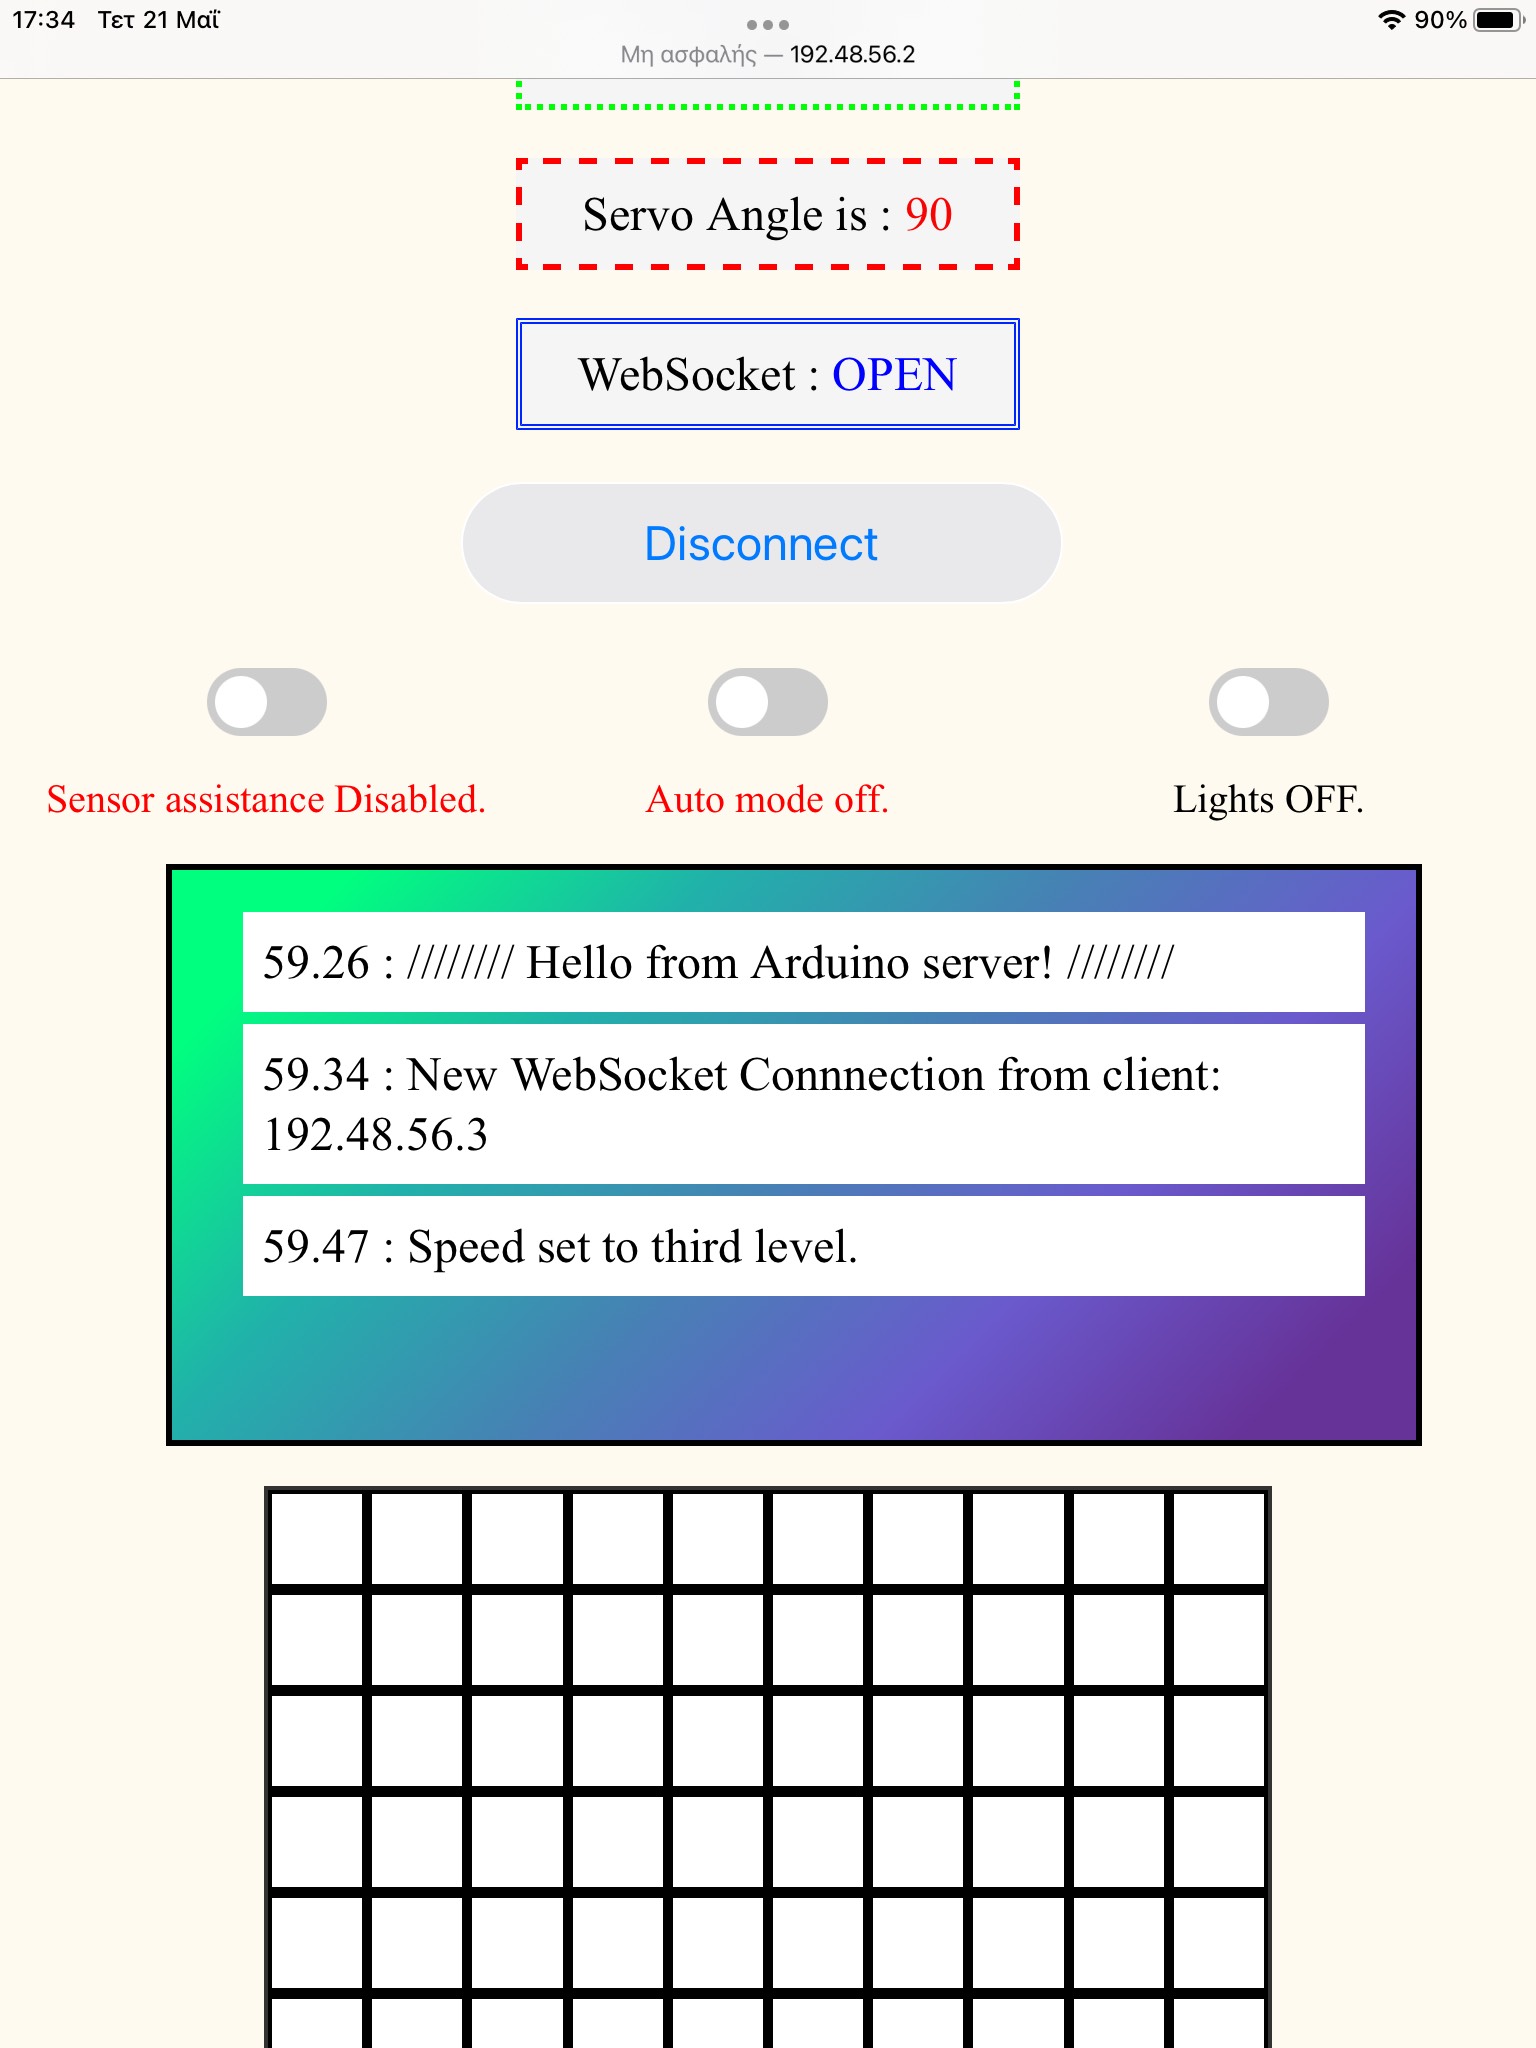 17:34 Τετ 21 Μαΐ
90%
Μη ασφαλής — 192.48.56.2
Servo Angle is : 90
WebSocket : OPEN
Disconnect
Sensor assistance Disabled.
Auto mode off.
Lights OFF.
59.26 : //////// Hello from Arduino server! ////////
59.34 : New WebSocket Connnection from client:
192.48.56.3
59.47 : Speed set to third level.